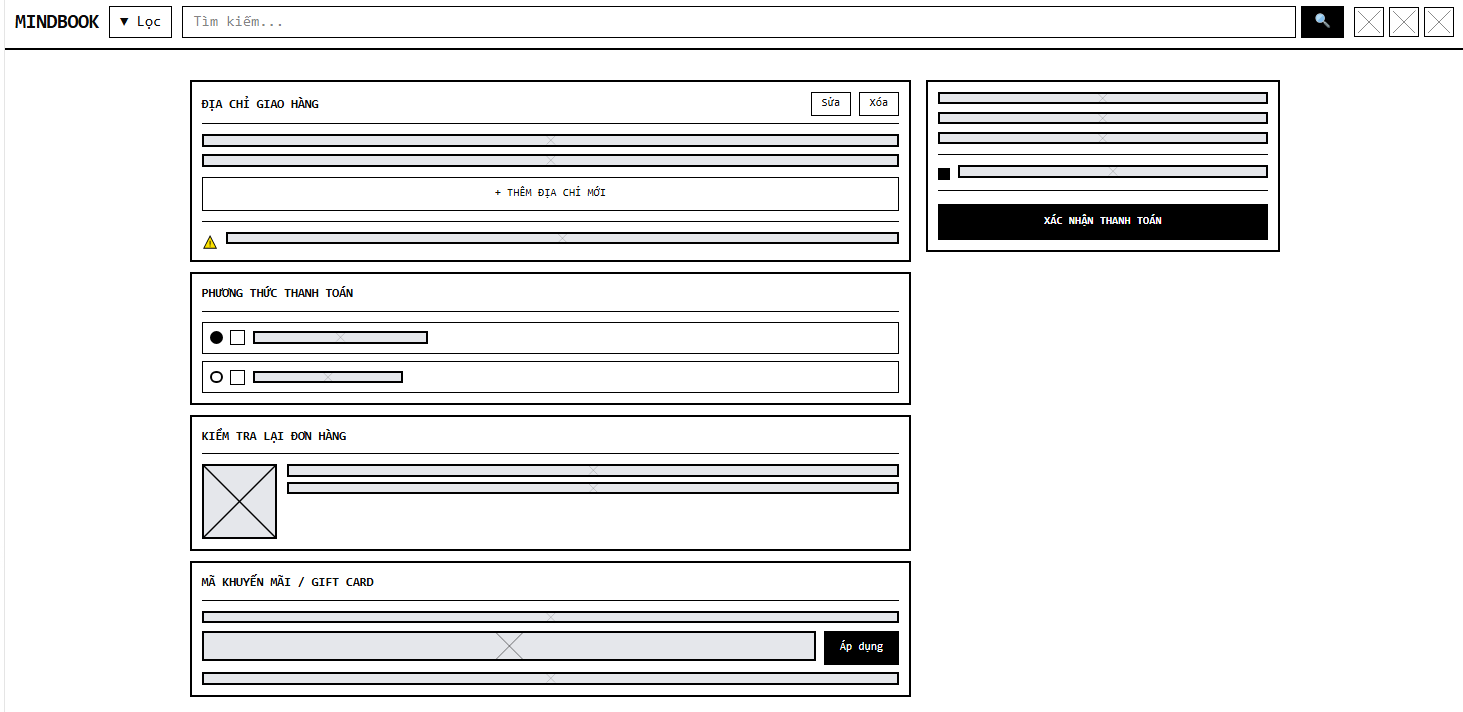 MINDBOOK ▼ Lọc Tìm kiếm...
ĐỊA CHỈ GIAO HÀNG Sửa Xóa
+ THÊM ĐỊA CHỈ MỚI
PHƯƠNG THỨC THANH TOÁN
KIỂM TRA LẠI ĐƠN HÀNG
MÃ KHUYẾN MÃI / GIFT CARD
Áp dụng
XÁC NHẬN THANH TOÁN